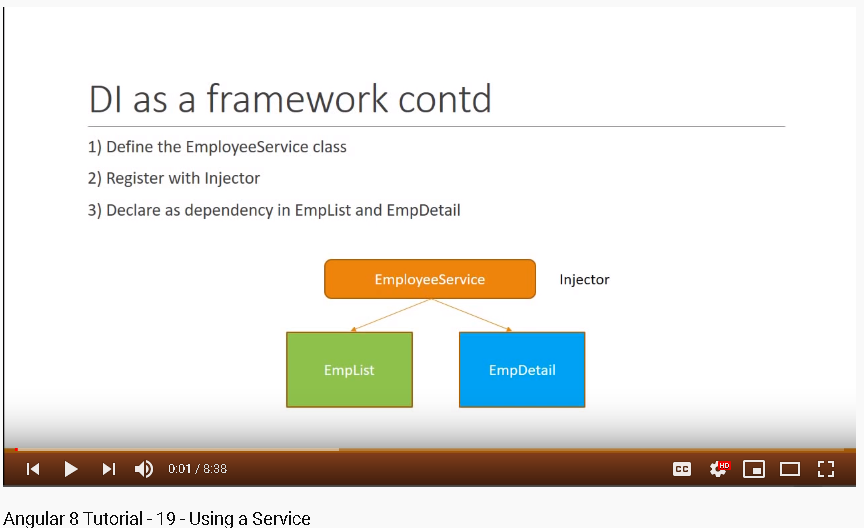 DI as a framework contd
1) Define the EmployeeService class
2) Register with Injector
3) Declare as dependency in EmpList and EmpDetail
EmployeeService
Injector
EmpList
EmpDetail
0:01 / 8:38
CC
HD
Angular 8 Tutorial - 19 - Using a Service